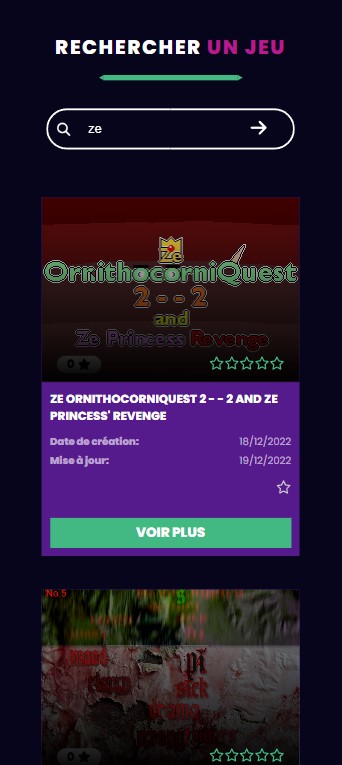 RECHERCHER UN JEU
ze
Ze
OrnithocorniQuest
2 - - 2
and
Ze Princess Revenge
0
ZE ORNITHOCORNIQUEST 2 - - 2 AND ZE
PRINCESS' REVENGE
Date de création: 18/12/2022
Mise à jour: 19/12/2022
VOIR PLUS
No 5
sick
0